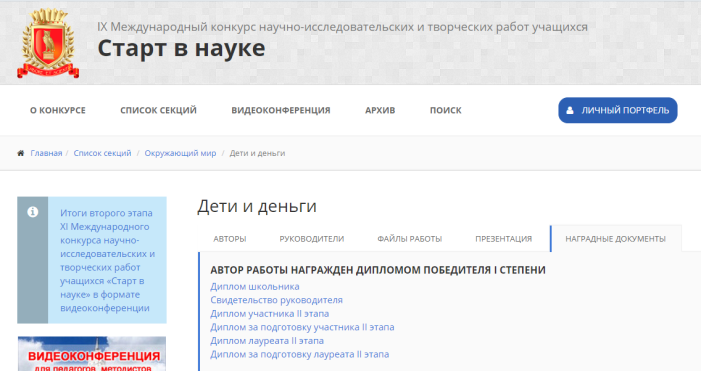 IX Международный конкурс научно-исследовательских и творческих работ учащихся
Старт в науке
О КОНКУРСЕ СПИСОК СЕКЦИЙ ВИДЕОКОНФЕРЕНЦИЯ АРХИВ ПОИСК ЛИЧНЫЙ ПОРТФЕЛЬ
Главная / Список секций / Окружающий мир / Дети и деньги
Итоги второго этапа
XI Международного
конкурса научно-
исследовательских и
творческих работ
учащихся «Старт в
науке» в формате
видеоконференции
ВИДЕОКОНФЕРЕНЦИЯ
для педагогов, методистов
Дети и деньги
АВТОРЫ РУКОВОДИТЕЛИ ФАЙЛЫ РАБОТЫ ПРЕЗЕНТАЦИЯ НАГРАДНЫЕ ДОКУМЕНТЫ
АВТОР РАБОТЫ НАГРАЖДЕН ДИПЛОМОМ ПОБЕДИТЕЛЯ I СТЕПЕНИ
Диплом школьника
Свидетельство руководителя
Диплом участника II этапа
Диплом за подготовку участника II этапа
Диплом лауреата II этапа
Диплом за подготовку лауреата II этапа